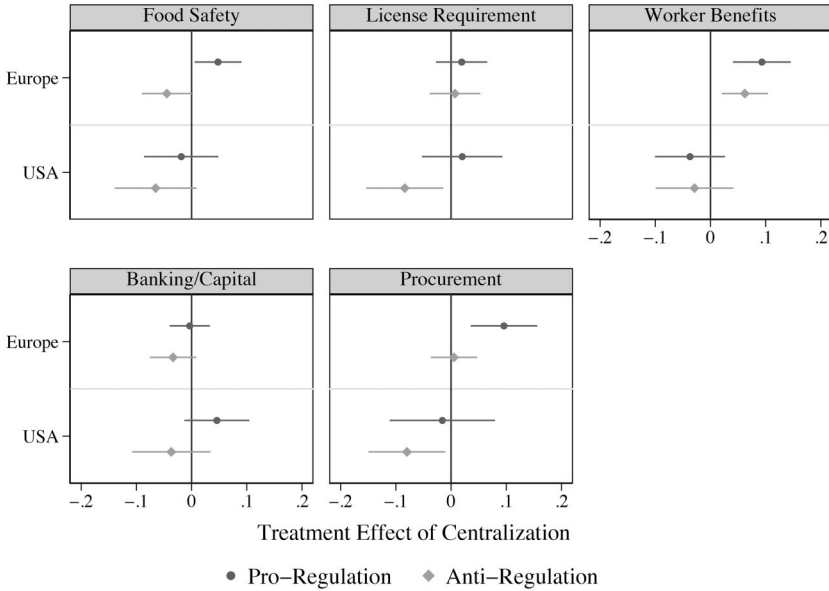 Food Safety
License Requirement
Worker Benefits
Europe
USA
−.2 −.1 0 .1 .2
Banking/Capital
Procurement
Europe
USA
−.2 −.1 0 .1 .2
−.2 −.1 0 .1 .2
Treatment Effect of Centralization
Pro−Regulation Anti−Regulation